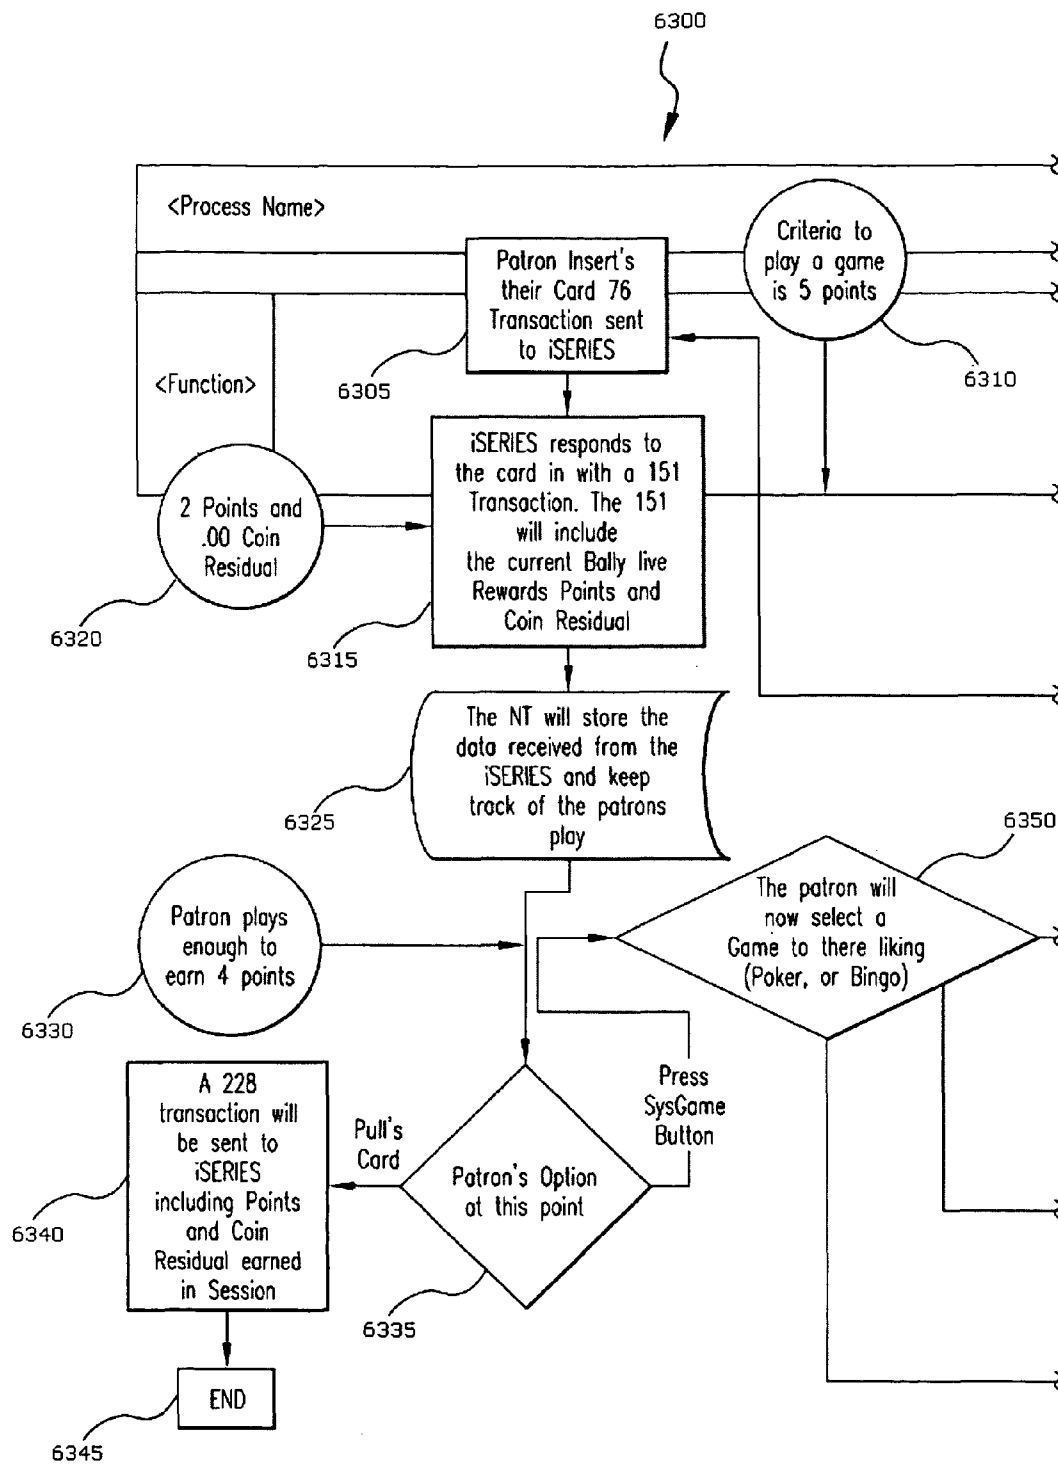 6300
<Process Name>
Patron Insert's
their Card 76
Transaction sent
to iSERIES
6305
Criteria to
play a game
is 5 points
6310
<Function>
2 Points and
.00 Coin
Residual
6320
iSERIES responds to
the card in with a 151
Transaction. The 151
will include
the current Bally live
Rewards Points and
Coin Residual
6315
The NT will store the
data received from the
iSERIES and keep
track of the patrons
play
6325
Patron plays
enough to
earn 4 points
6330
6350
The patron will
now select a
Game to there liking
(Poker, or Bingo)
Press
SysGame
Button
Pull's
Card
Patron's Option
at this point
6335
A 228
transaction will
be sent to
iSERIES
including Points
and Coin
Residual earned
in Session
6340
END
6345